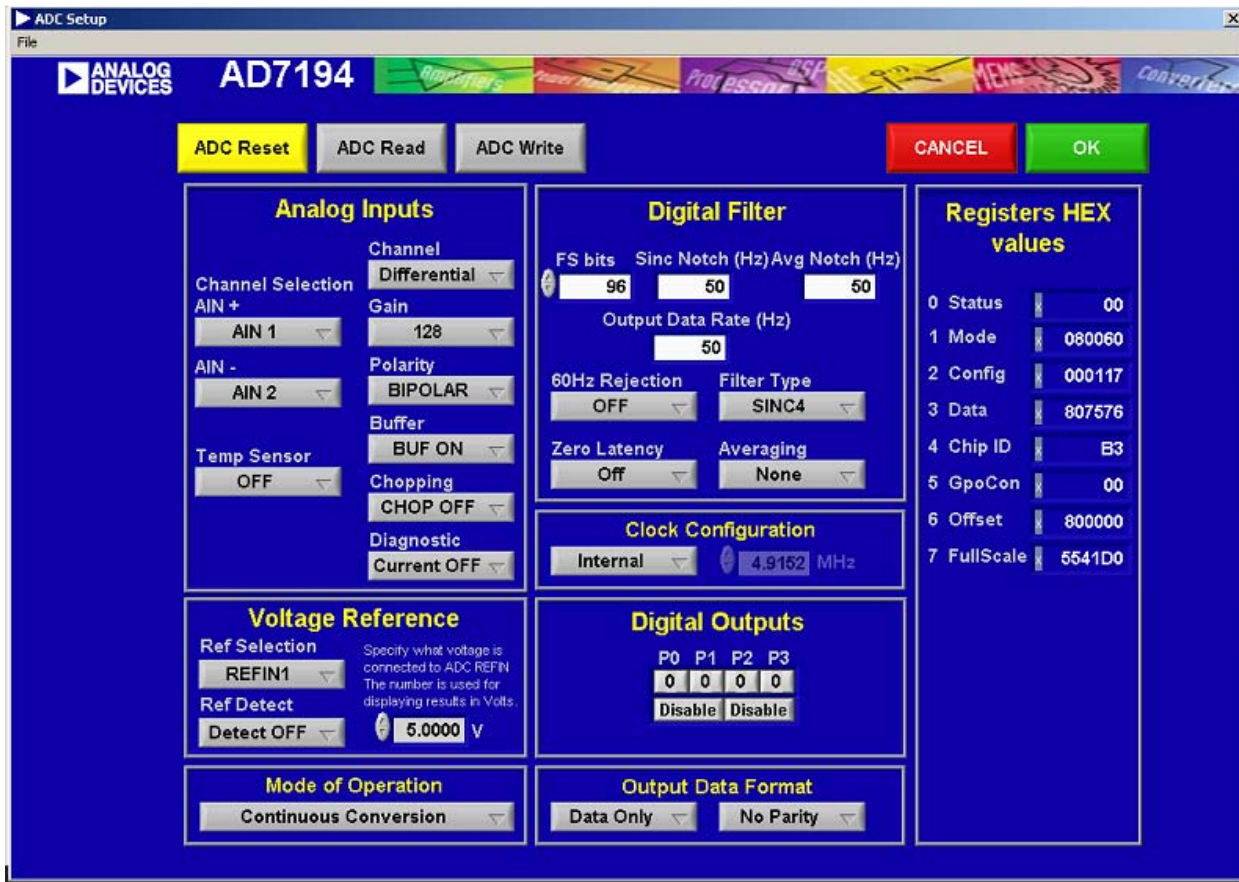 ADC Setup
File
ANALOG DEVICES
AD7194
Amplifiers
Power Management
Processors
DSP
MEMS
Converters
ADC Reset
ADC Read
ADC Write
CANCEL
OK
Analog Inputs
Channel
Differential
Channel Selection
AIN +
AIN 1
Gain
128
AIN -
AIN 2
Polarity
BIPOLAR
Buffer
BUF ON
Temp Sensor
OFF
Chopping
CHOP OFF
Diagnostic
Current OFF
Voltage Reference
Ref Selection
REFIN1
Ref Detect
Detect OFF
Specify what voltage is
connected to ADC REFIN
The number is used for
displaying results in Volts.
5.0000 V
Mode of Operation
Continuous Conversion
Digital Filter
FS bits Sinc Notch (Hz) Avg Notch (Hz)
96 50 50
Output Data Rate (Hz)
50
60Hz Rejection Filter Type
OFF SINC4
Zero Latency Averaging
Off None
Clock Configuration
Internal 4.9152 MHz
Digital Outputs
P0 P1 P2 P3
0 0 0 0
Disable Disable
Output Data Format
Data Only No Parity
Registers HEX
values
0 Status x 00
1 Mode x 080060
2 Config x 000117
3 Data x 807576
4 Chip ID x B3
5 GpoCon x 00
6 Offset x 800000
7 FullScale x 5541D0